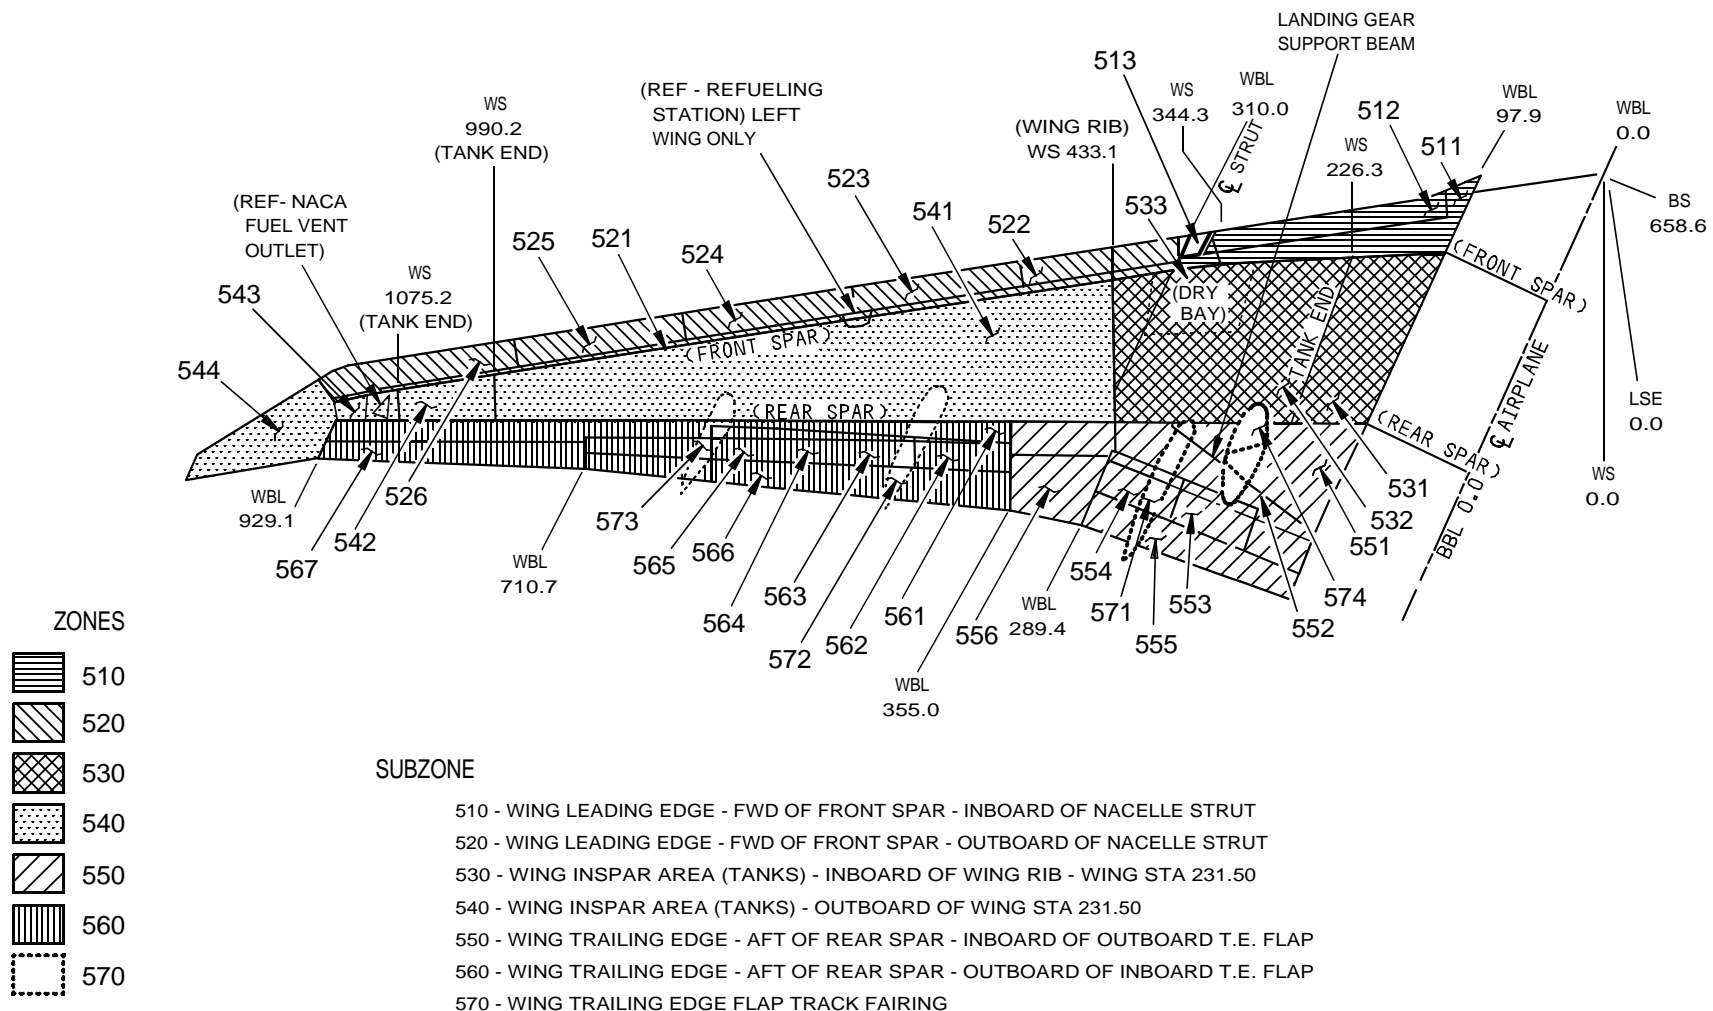 LANDING GEAR
SUPPORT BEAM
513
WS
344.3
WBL
310.0
℄ STRUT
512
WBL
97.9
WBL
0.0
511
WS
226.3
BS
658.6
(REF - REFUELING
STATION) LEFT
WING ONLY
WS
990.2
(TANK END)
(WING RIB)
WS 433.1
523
541
533
522
(REF- NACA
FUEL VENT
OUTLET)
525
521
524
WS
1075.2
(TANK END)
543
544
(DRY
BAY)
TANK END
(FRONT SPAR)
(FRONT SPAR)
(REAR SPAR)
(REAR SPAR)
℄ AIRPLANE
BBL 0.0
LSE
0.0
WS
0.0
WBL
929.1
567
542
526
WBL
710.7
573
565
566
564
563
572
562
561
WBL
355.0
556
WBL
289.4
554
571
555
553
552
574
551
532
531
ZONES
510
520
530
540
550
560
570
SUBZONE
510 - WING LEADING EDGE - FWD OF FRONT SPAR - INBOARD OF NACELLE STRUT
520 - WING LEADING EDGE - FWD OF FRONT SPAR - OUTBOARD OF NACELLE STRUT
530 - WING INSPAR AREA (TANKS) - INBOARD OF WING RIB - WING STA 231.50
540 - WING INSPAR AREA (TANKS) - OUTBOARD OF WING STA 231.50
550 - WING TRAILING EDGE - AFT OF REAR SPAR - INBOARD OF OUTBOARD T.E. FLAP
560 - WING TRAILING EDGE - AFT OF REAR SPAR - OUTBOARD OF INBOARD T.E. FLAP
570 - WING TRAILING EDGE FLAP TRACK FAIRING